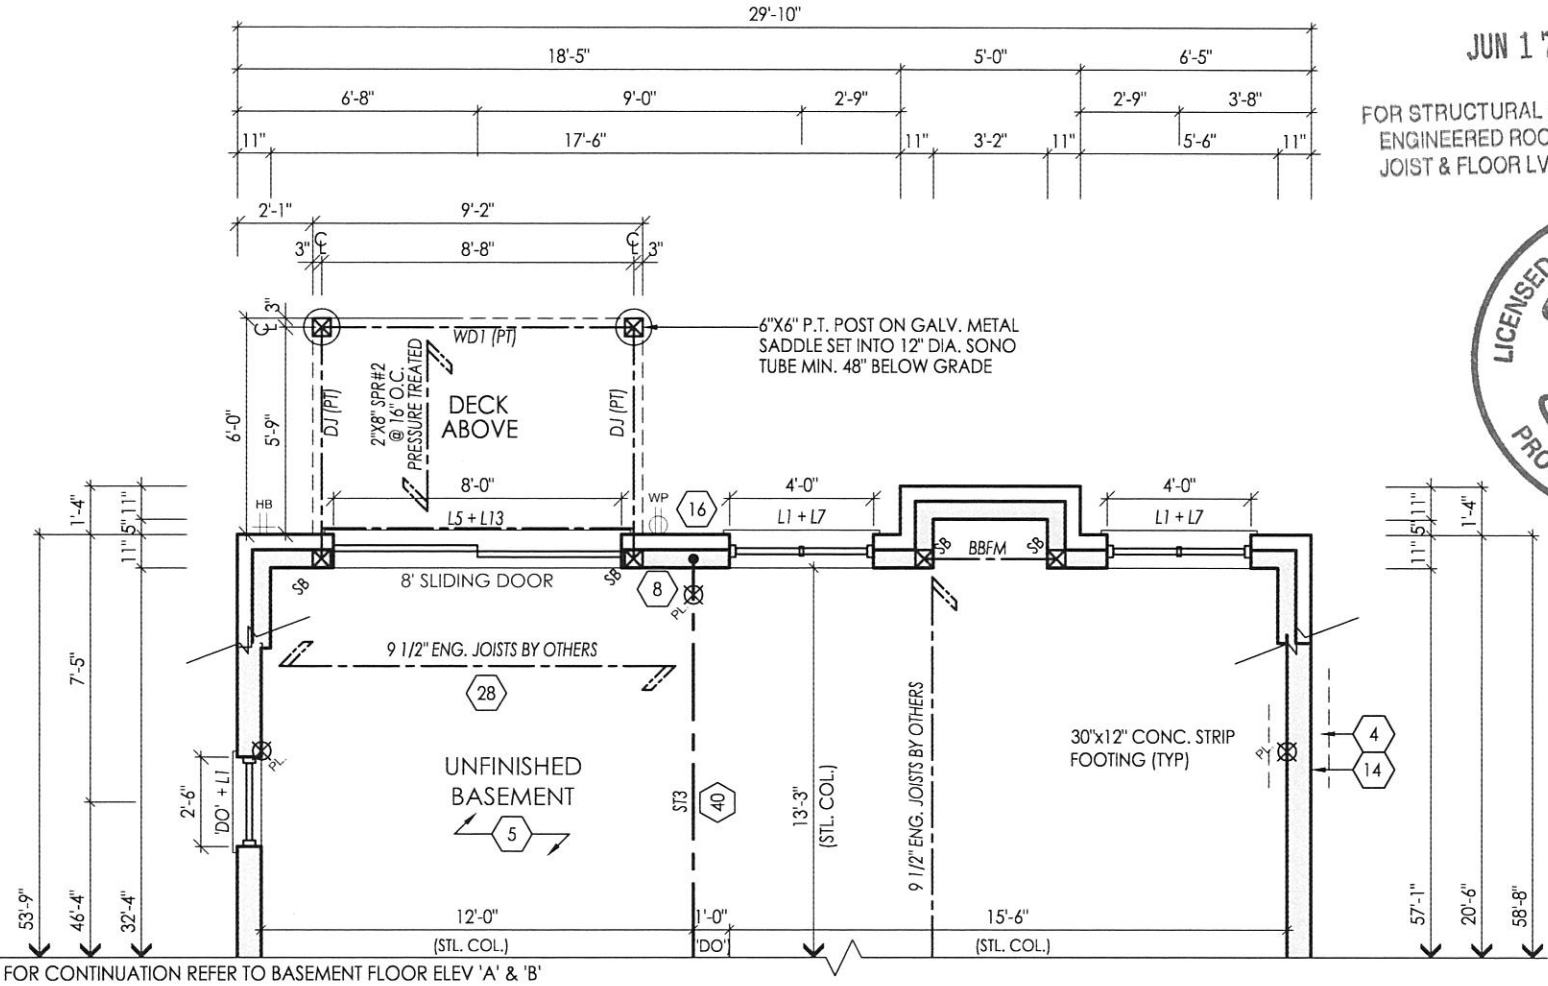 29'-10"
18'-5"
5'-0"
6'-5"
6'-8"
9'-0"
2'-9"
2'-9"
3'-8"
11"
17'-6"
11"
3'-2"
11"
5'-6"
11"
JUN 1
FOR STRUCTURAL
ENGINEERED
JOIST & FLOOR
LICENSED
2'-1"
9'-2"
3"
8'-8"
3"
3"
6'-0"
5'-9"
WD1 (PT)
DJ (PT)
2"X8" SPR#2
@ 16" O.C.
PRESSURE TREATED
DECK
ABOVE
DJ (PT)
6"X6" P.T. POST ON GALV. METAL
SADDLE SET INTO 12" DIA. SONO
TUBE MIN. 48" BELOW GRADE
8'-0"
L5 + L13
HB
WP
16
4'-0"
L1 + L7
4'-0"
L1 + L7
1'-4"
11"
5"
11"
11"
5"
11"
1'-4"
SB
8' SLIDING DOOR
SB
8
PL
SB
BBFM
SB
9 1/2" ENG. JOISTS BY OTHERS
28
7'-5"
2'-6"
'DO' + L1
PL.
UNFINISHED
BASEMENT
5
ST3
40
13'-3"
(STL. COL.)
9 1/2" ENG. JOISTS BY OTHERS
30"x12" CONC. STRIP
FOOTING (TYP)
PL
4
14
53'-9"
46'-4"
32'-4"
12'-0"
(STL. COL.)
1'-0"
'DO'
15'-6"
(STL. COL.)
57'-1"
20'-6"
58'-8"
FOR CONTINUATION REFER TO BASEMENT FLOOR ELEV 'A' & 'B'